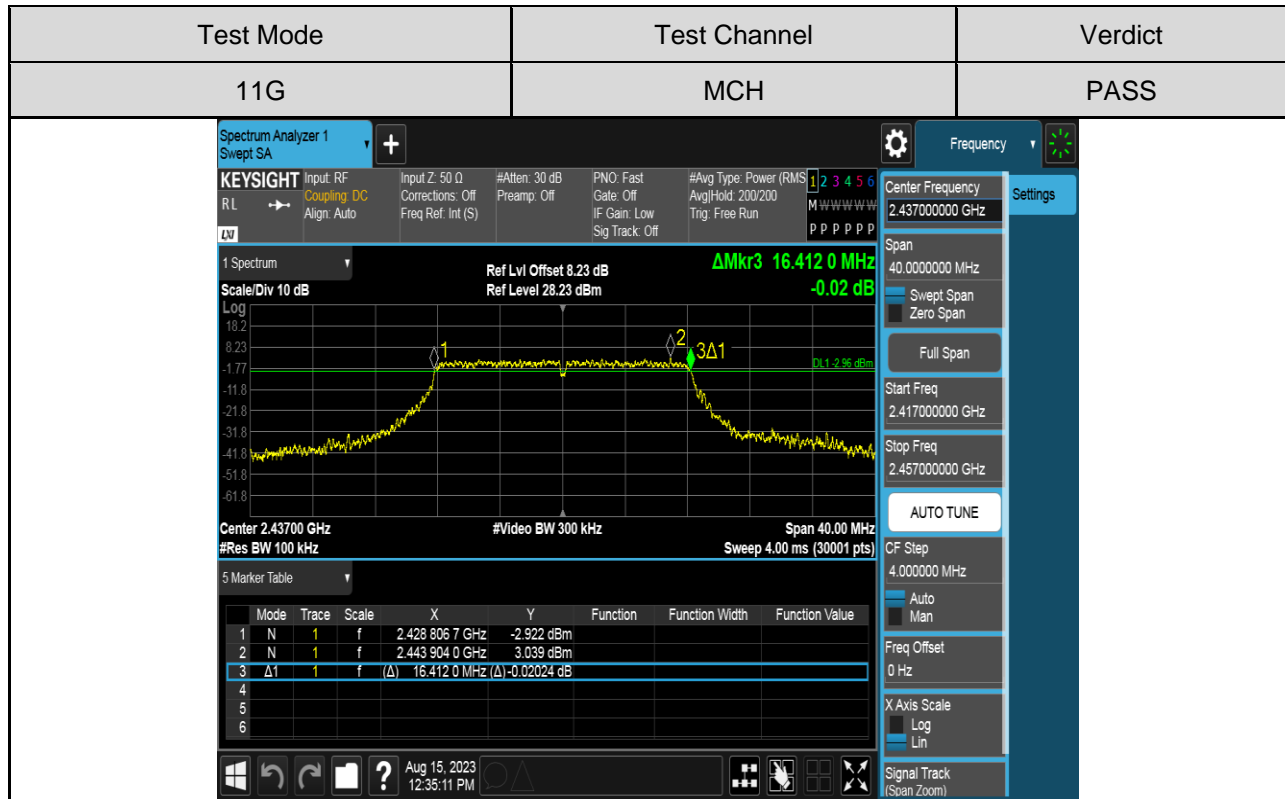 Test Mode Test Channel Verdict
11G MCH PASS
Spectrum Analyzer 1
Swept SA
+
Frequency
KEYSIGHT Input: RF Input Z: 50 Ω #Atten: 30 dB PNO: Fast #Avg Type: Power (RMS 1 2 3 4 5 6
RL Coupling: DC Corrections: Off Preamp: Off Gate: Off Avg|Hold: 200/200 M W W W W W
Align: Auto Freq Ref: Int (S) IF Gain: Low Trig: Free Run
LXI Sig Track: Off P P P P P P
1 Spectrum Ref Lvl Offset 8.23 dB ΔMkr3 16.412 0 MHz
Scale/Div 10 dB Ref Level 28.23 dBm -0.02 dB
Log
18.2
8.23
-1.77
-11.8
-21.8
-31.8
-41.8
-51.8
-61.8
1
2
3Δ1
DL1 -2.96 dBm
Center 2.43700 GHz #Video BW 300 kHz Span 40.00 MHz
#Res BW 100 kHz Sweep 4.00 ms (30001 pts)
5 Marker Table
Mode Trace Scale X Y Function Function Width Function Value
1 N 1 f 2.428 806 7 GHz -2.922 dBm
2 N 1 f 2.443 904 0 GHz 3.039 dBm
3 Δ1 1 f (Δ) 16.412 0 MHz (Δ) -0.02024 dB
4
5
6
?
Aug 15, 2023
12:35:11 PM
Center Frequency
2.437000000 GHz
Settings
Span
40.0000000 MHz
Swept Span
Zero Span
Full Span
Start Freq
2.417000000 GHz
Stop Freq
2.457000000 GHz
AUTO TUNE
CF Step
4.000000 MHz
Auto
Man
Freq Offset
0 Hz
X Axis Scale
Log
Lin
Signal Track
(Span Zoom)